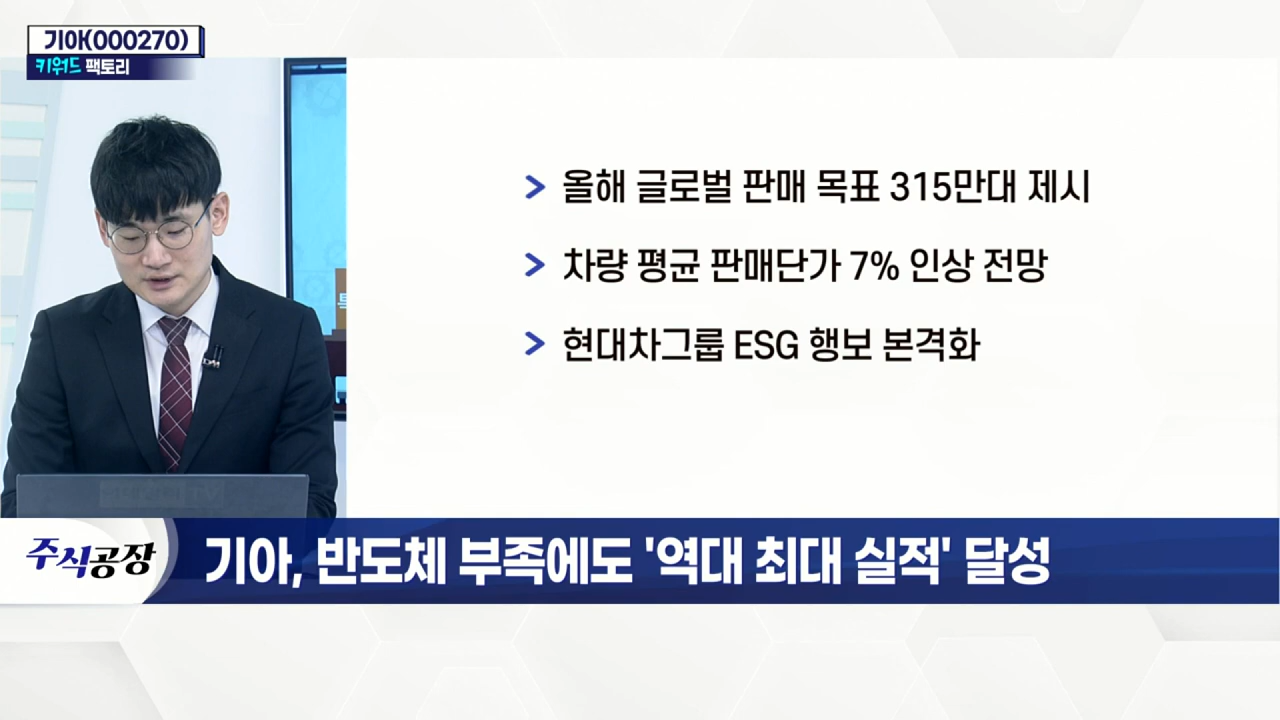 기아(000270)
키워드 팩토리
> 올해 글로벌 판매 목표 315만대 제시
> 차량 평균 판매단가 7% 인상 전망
> 현대차그룹 ESG 행보 본격화
주식공장
기아, 반도체 부족에도 '역대 최대 실적' 달성